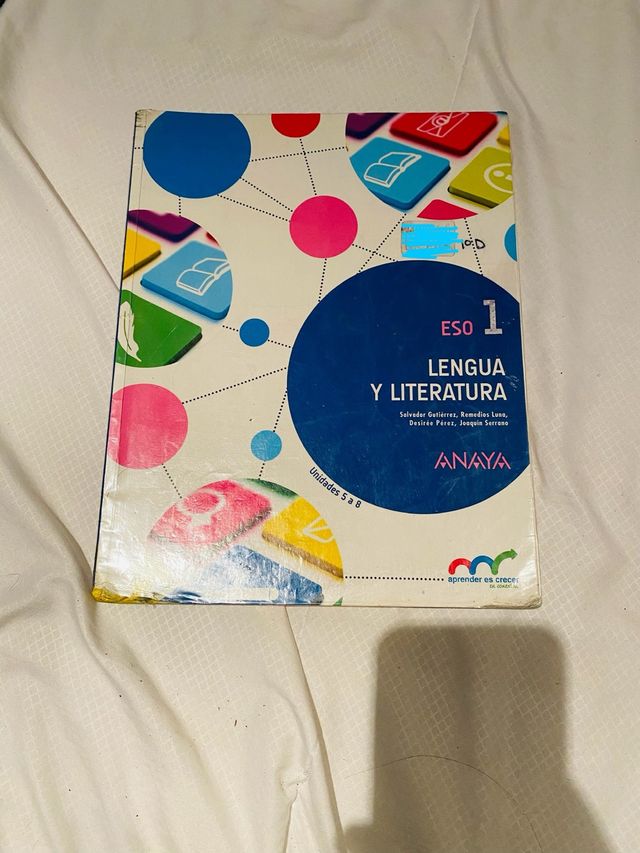 1º D
ESO 1
LENGUA
Y LITERATURA
Salvador Gutiérrez, Remedios Luna,
Desirée Pérez, Joaquín Serrano
ANAYA
Unidades 5 a 8
aprender es crecer